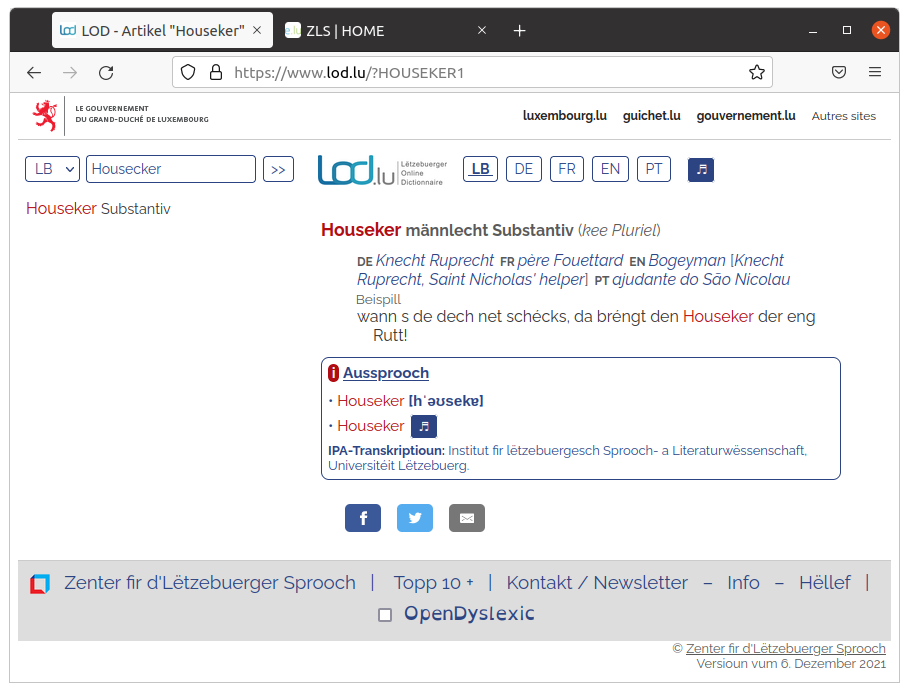 LOD - Artikel "Houseker" ×
ZLS | HOME ×
https://www.lod.lu/?HOUSEKER1
LE GOUVERNEMENT
DU GRAND-DUCHÉ DE LUXEMBOURG
luxembourg.lu guichet.lu gouvernement.lu Autres sites
LB Housecker >> LOD.lu Lëtzebuerger Online Dictionnaire LB DE FR EN PT
Houseker Substantiv
Houseker männlecht Substantiv (kee Pluriel)
DE Knecht Ruprecht FR père Fouettard EN Bogeyman [Knecht
Ruprecht, Saint Nicholas' helper] PT ajudante do São Nicolau
Beispill
wann s de dech net schécks, da bréngt den Houseker der eng
Rutt!
i Aussprooch
• Houseker [hˈəʊsekɐ]
• Houseker
IPA-Transkriptioun: Institut fir lëtzebuergesch Sprooch- a Literaturwëssenschaft,
Universitéit Lëtzebuerg.
Zenter fir d'Lëtzebuerger Sprooch | Topp 10 + | Kontakt / Newsletter – Info – Hëllef |
OpenDyslexic
© Zenter fir d'Lëtzebuerger Sprooch
Versioun vum 6. Dezember 2021